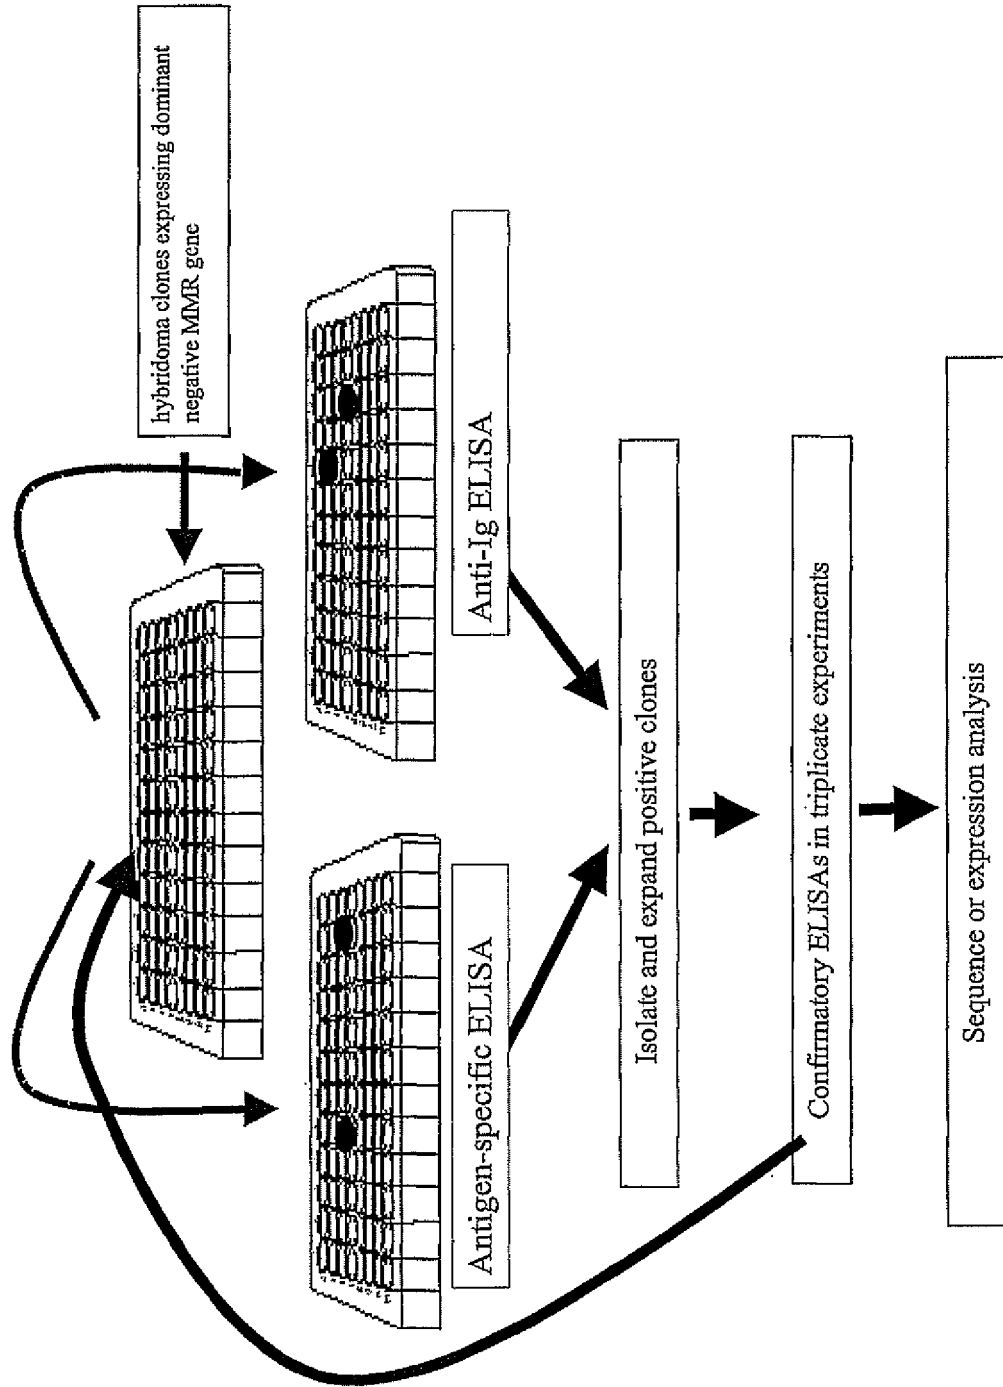 hybridoma clones expressing dominant
negative MMR gene
Antigen-specific ELISA
Anti-Ig ELISA
Isolate and expand positive clones
Confirmatory ELISAs in triplicate experiments
Sequence or expression analysis